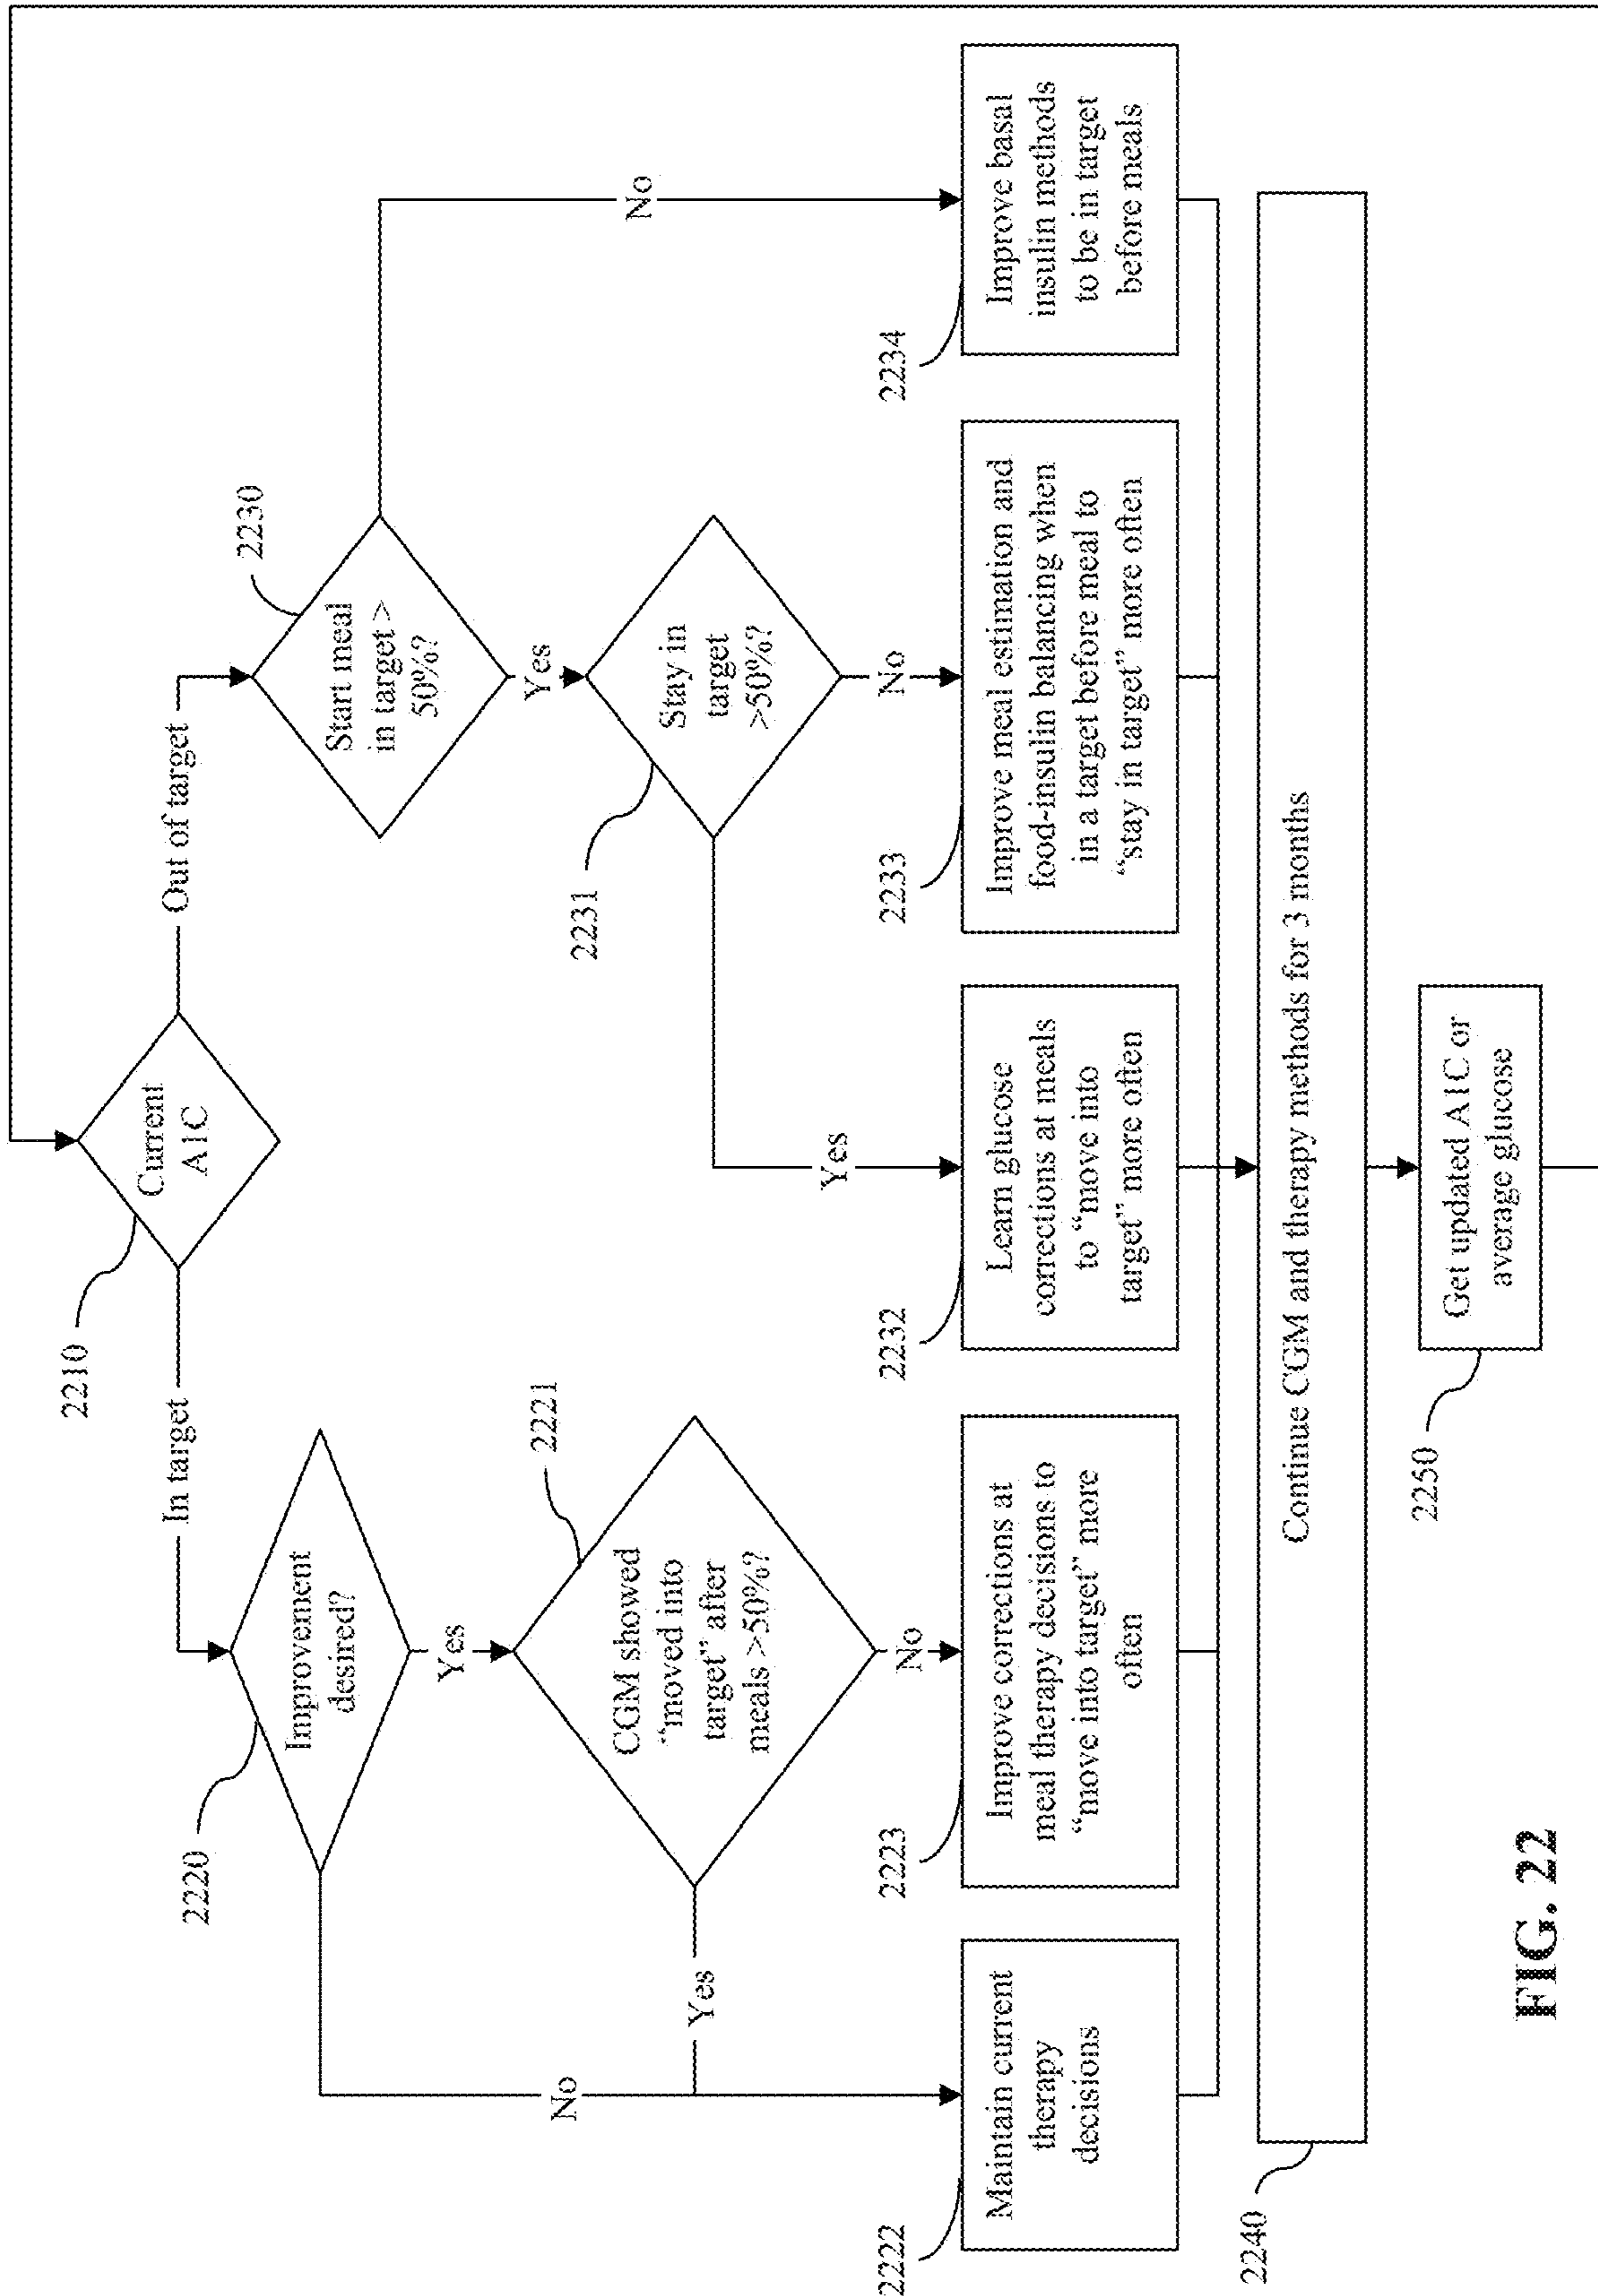 2210
Current
A1C
In target
Out of target
2220
Improvement
desired?
Yes
No
2221
CGM showed
“moved into
target” after
meals >50%?
Yes
No
2230
Start meal
in target >
50%?
Yes
No
2231
Stay in
target
>50%?
Yes
No
2222
Maintain current
therapy
decisions
2223
Improve corrections at
meal therapy decisions to
“move into target” more
often
2232
Learn glucose
corrections at meals
to “move into
target” more often
2233
Improve meal estimation and
food-insulin balancing when
in a target before meal to
“stay in target” more often
2234
Improve basal
insulin methods
to be in target
before meals
2240
Continue CGM and therapy methods for 3 months
2250
Get updated A1C or
average glucose
FIG. 22